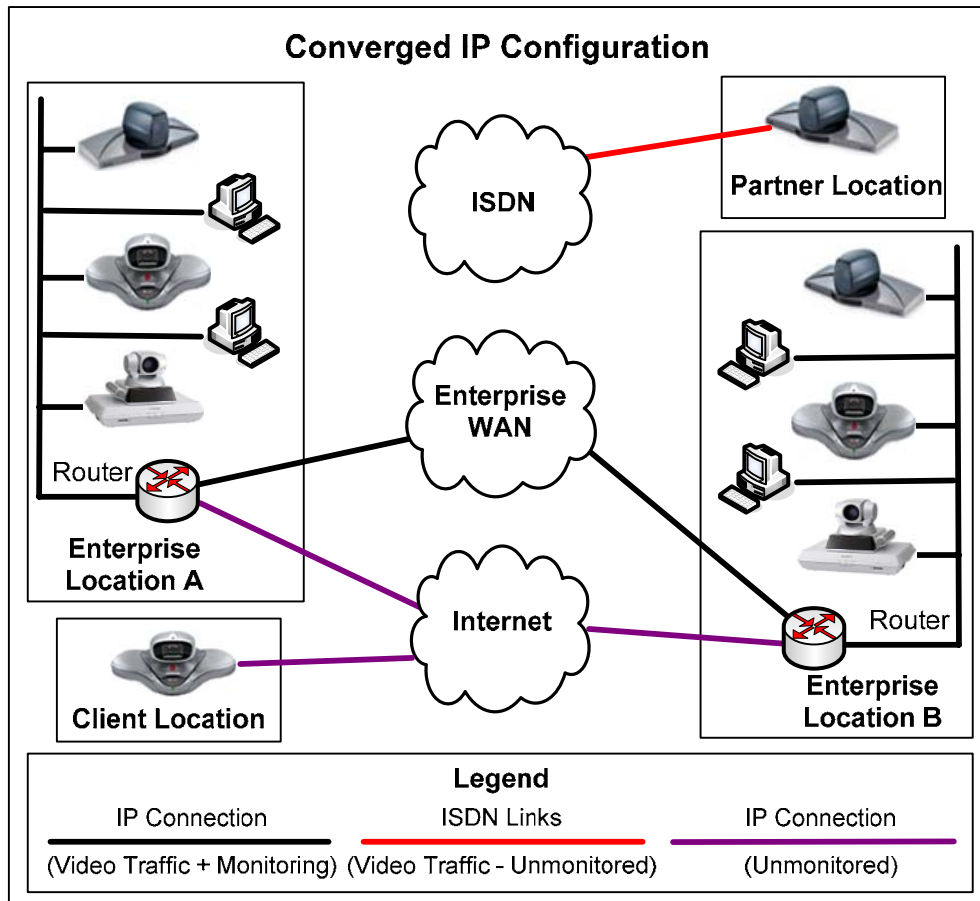 Converged IP Configuration
ISDN
Partner Location
Enterprise
WAN
Router
Enterprise
Location A
Internet
Router
Client Location
Enterprise
Location B
Legend
IP Connection
ISDN Links
IP Connection
(Video Traffic + Monitoring)
(Video Traffic - Unmonitored)
(Unmonitored)